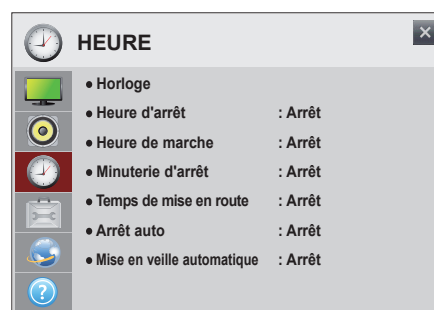 HEURE
● Horloge
● Heure d'arrêt : Arrêt
● Heure de marche : Arrêt
● Minuterie d'arrêt : Arrêt
● Temps de mise en route : Arrêt
● Arrêt auto : Arrêt
● Mise en veille automatique : Arrêt
?